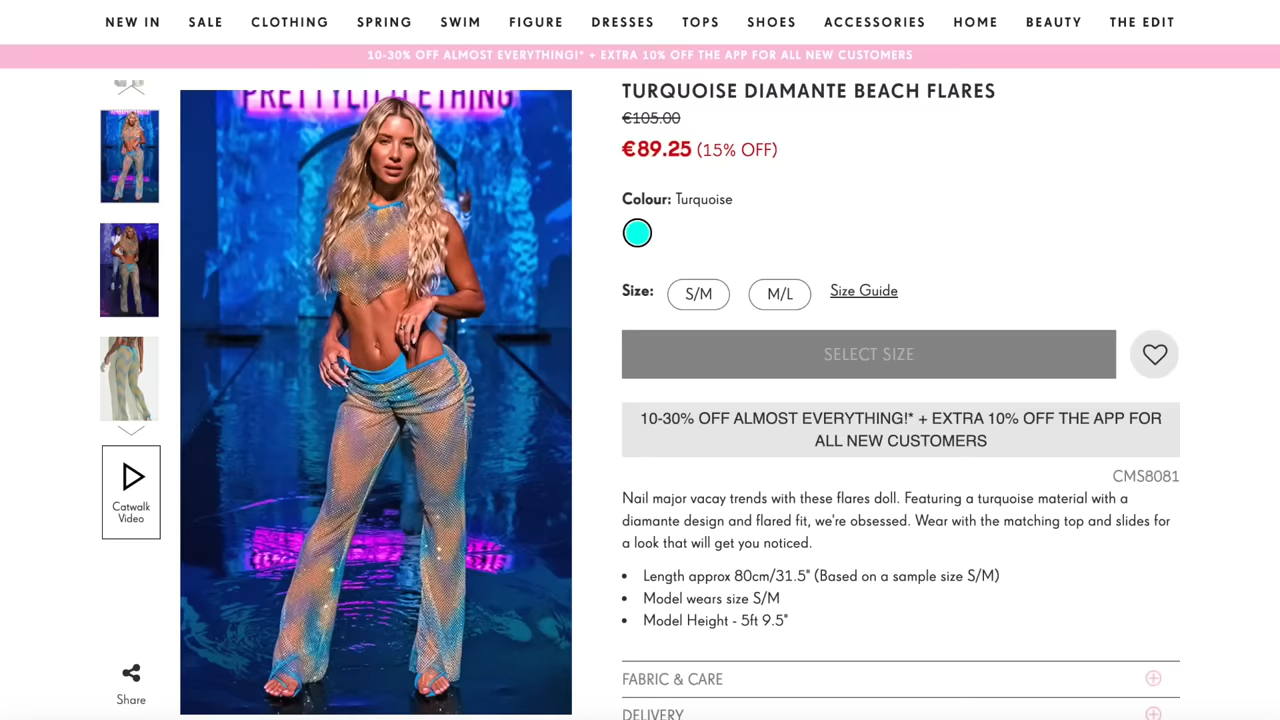 NEW IN SALE CLOTHING SPRING SWIM FIGURE DRESSES TOPS SHOES ACCESSORIES HOME BEAUTY THE EDIT
10-30% OFF ALMOST EVERYTHING!* + EXTRA 10% OFF THE APP FOR ALL NEW CUSTOMERS
TURQUOISE DIAMANTE BEACH FLARES
€105.00
€89.25 (15% OFF)
Colour: Turquoise
Size: S/M M/L Size Guide
SELECT SIZE
10-30% OFF ALMOST EVERYTHING!* + EXTRA 10% OFF THE APP FOR
ALL NEW CUSTOMERS
CMS8081
Nail major vacay trends with these flares doll. Featuring a turquoise material with a
diamante design and flared fit, we're obsessed. Wear with the matching top and slides for
a look that will get you noticed.
• Length approx 80cm/31.5" (Based on a sample size S/M)
• Model wears size S/M
• Model Height - 5ft 9.5"
FABRIC & CARE
DELIVERY
Catwalk
Video
Share